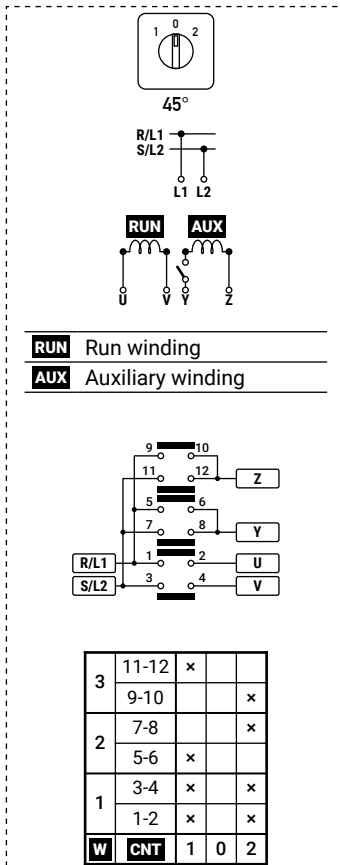 0
1 2
45°
R/L1
S/L2
L1 L2
RUN AUX
U V Y Z
RUN Run winding
AUX Auxiliary winding
9 10
11 12 Z
5 6
7 8 Y
R/L1 1 2 U
S/L2 3 4 V
3 11-12 ×
9-10 ×
2 7-8 ×
5-6 ×
1 3-4 × ×
1-2 × ×
W CNT 1 0 2